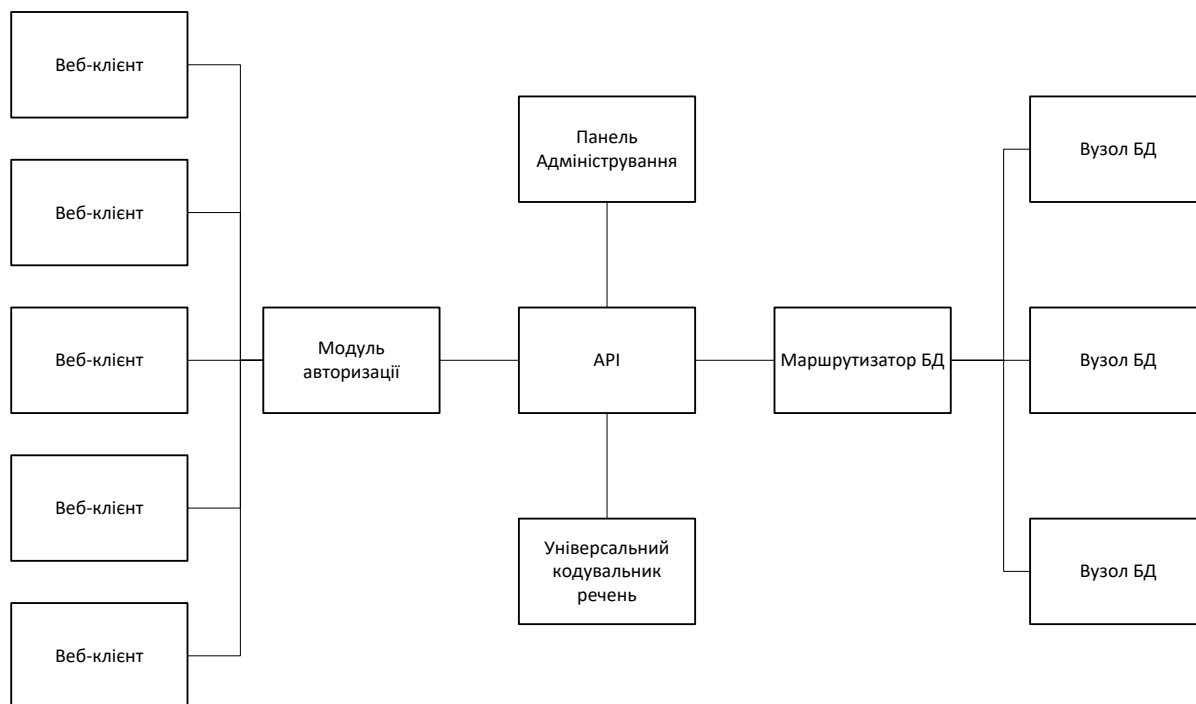 Веб-клієнт
Веб-клієнт
Веб-клієнт
Веб-клієнт
Веб-клієнт
Модуль
авторизації
Панель
Адміністрування
API
Універсальний
кодувальник
речень
Маршрутизатор БД
Вузол БД
Вузол БД
Вузол БД